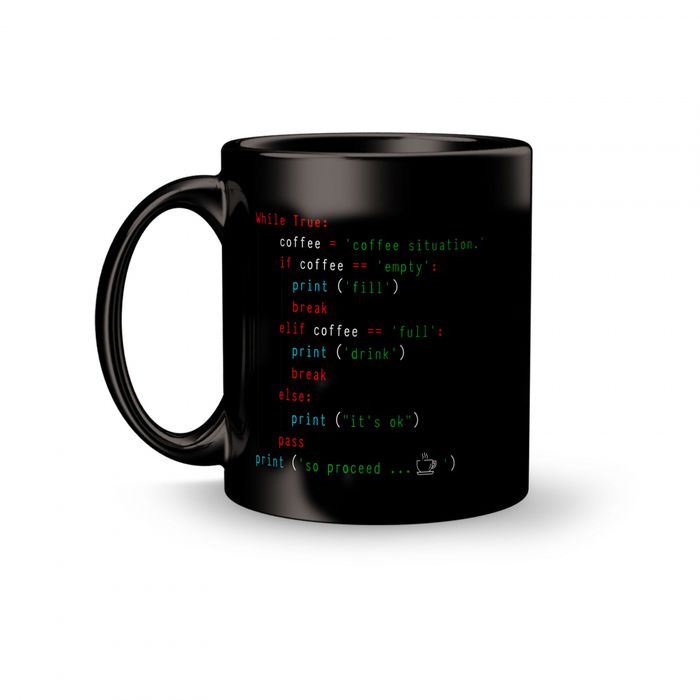 While True:
coffee = 'coffee situation.'
if coffee == 'empty':
print ('fill')
break
elif coffee == 'full':
print ('drink')
break
else:
print ("it's ok")
pass
print ('so proceed ... ')